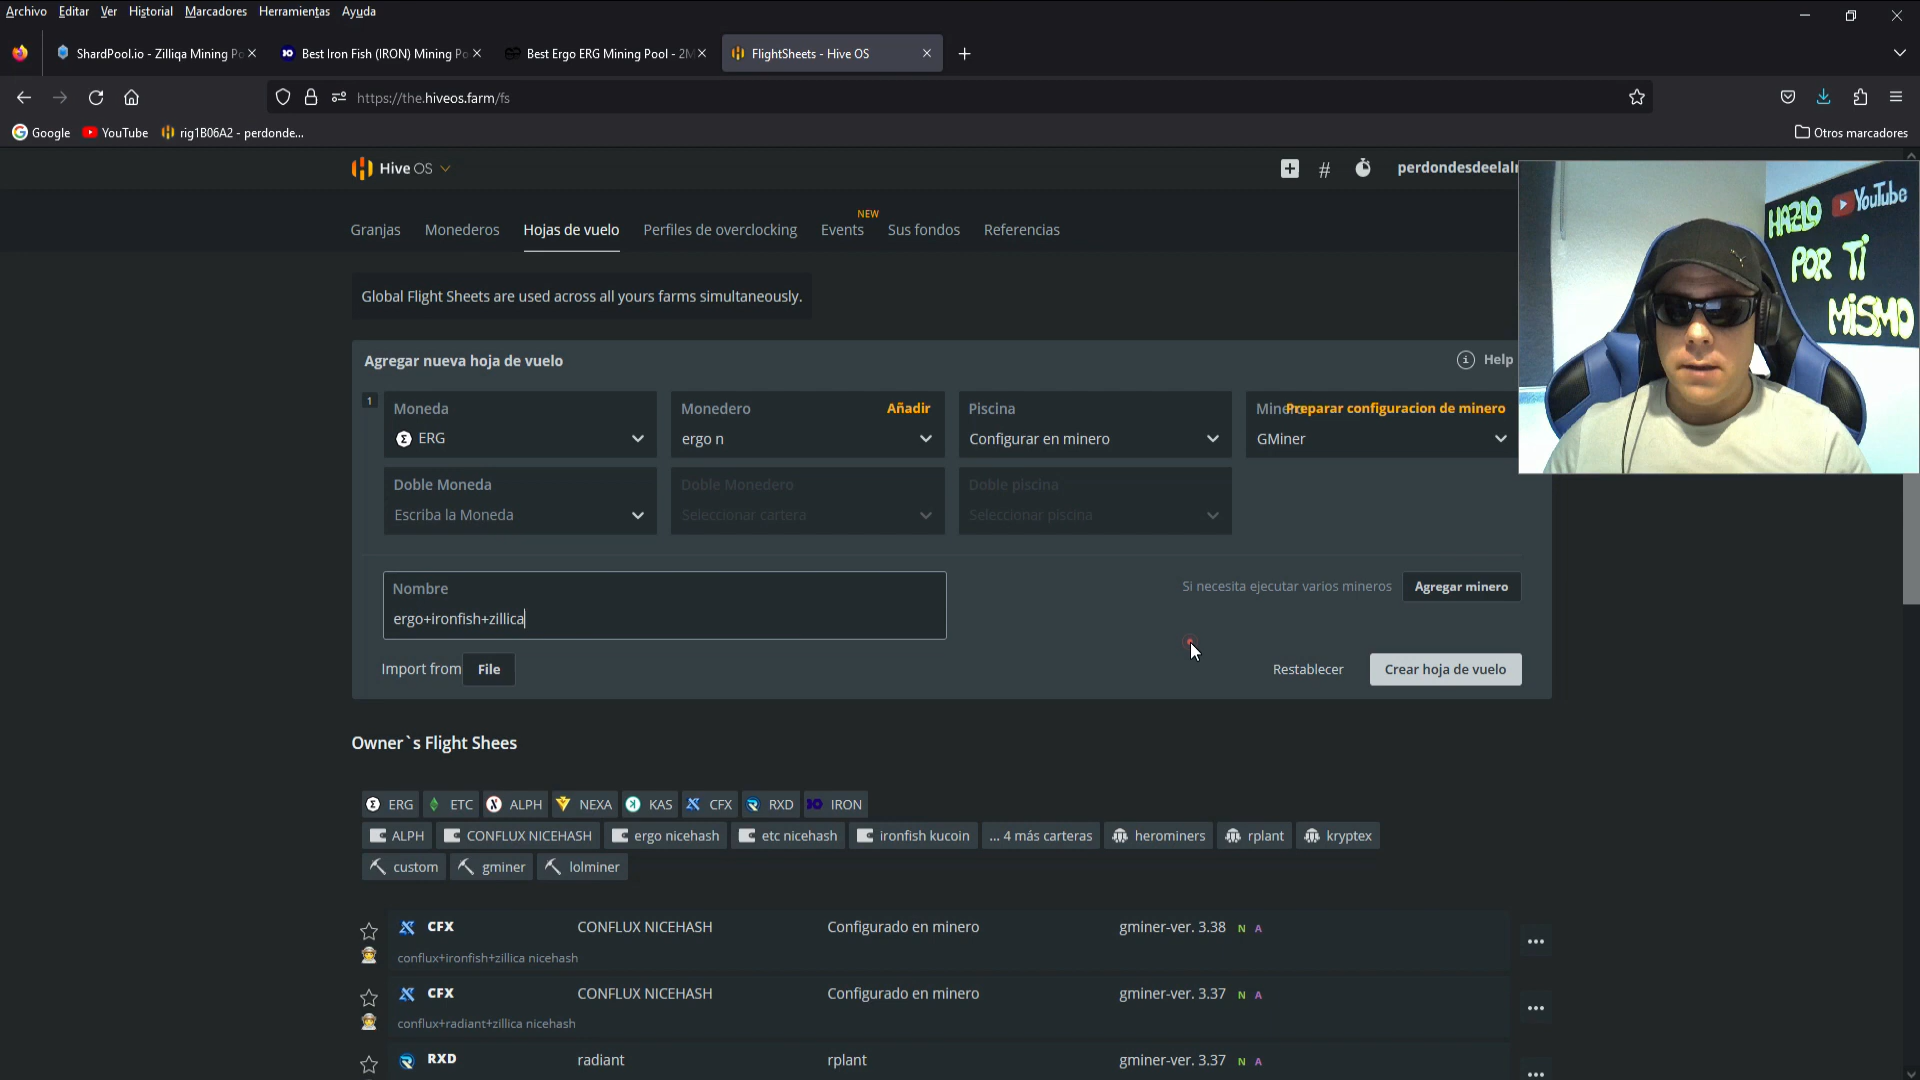 Archivo Editar Ver Historial Marcadores Herramientas Ayuda
ShardPool.io - Zilliqa Mining Po
Best Iron Fish (IRON) Mining Po
Best Ergo ERG Mining Pool - 2M
FlightSheets - Hive OS
https://the.hiveos.farm/fs
Google YouTube rig1B06A2 - perdonde... Otros marcadores
Hive OS # perdondesdeelalm
Granjas Monederos Hojas de vuelo Perfiles de overclocking Events NEW Sus fondos Referencias
HAZLO YouTube
POR TÍ
MISMO
Global Flight Sheets are used across all yours farms simultaneously.
Agregar nueva hoja de vuelo Help
1 Moneda Monedero Añadir Piscina Minero Preparar configuracion de minero
ERG ergo n Configurar en minero GMiner
Doble Moneda Doble Monedero Doble piscina
Escriba la Moneda Seleccionar cartera Seleccionar piscina
Nombre Si necesita ejecutar varios mineros Agregar minero
ergo+ironfish+zillica
Import from File Restablecer Crear hoja de vuelo
Owner`s Flight Shees
ERG ETC ALPH NEXA KAS CFX RXD IRON
ALPH CONFLUX NICEHASH ergo nicehash etc nicehash ironfish kucoin ... 4 más carteras herominers rplant kryptex
custom gminer lolminer
CFX CONFLUX NICEHASH Configurado en minero gminer-ver. 3.38 N A
conflux+ironfish+zillica nicehash
CFX CONFLUX NICEHASH Configurado en minero gminer-ver. 3.37 N A
conflux+radiant+zillica nicehash
RXD radiant rplant gminer-ver. 3.37 N A